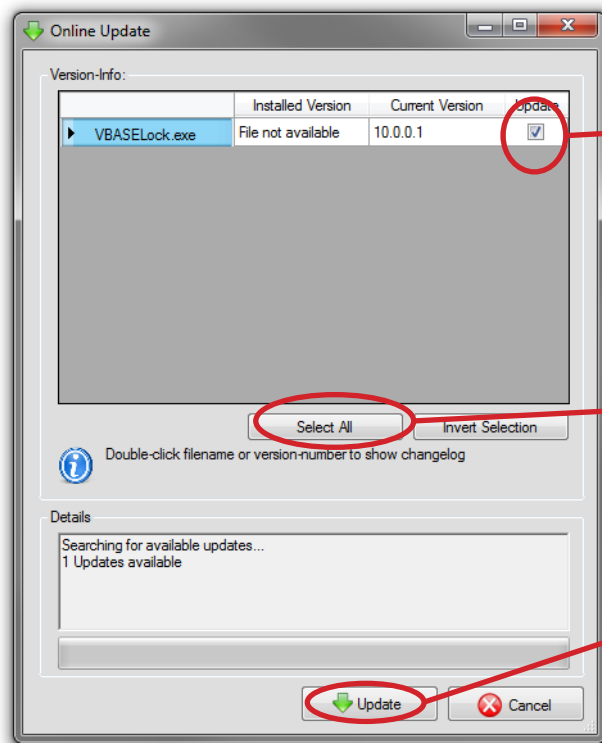 Online Update
Version-Info:
Installed Version Current Version Update
VBASELock.exe File not available 10.0.0.1
Select All Invert Selection
Double-click filename or version-number to show changelog
Details
Searching for available updates...
1 Updates available
Update Cancel